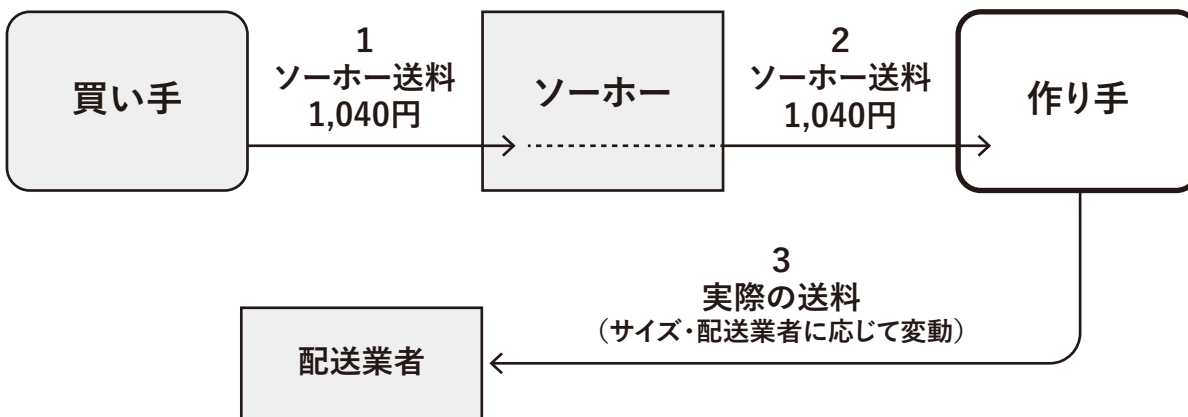 買い手
1
ソーホー送料
1,040円
ソーホー
2
ソーホー送料
1,040円
作り手
3
実際の送料
（サイズ・配送業者に応じて変動）
配送業者